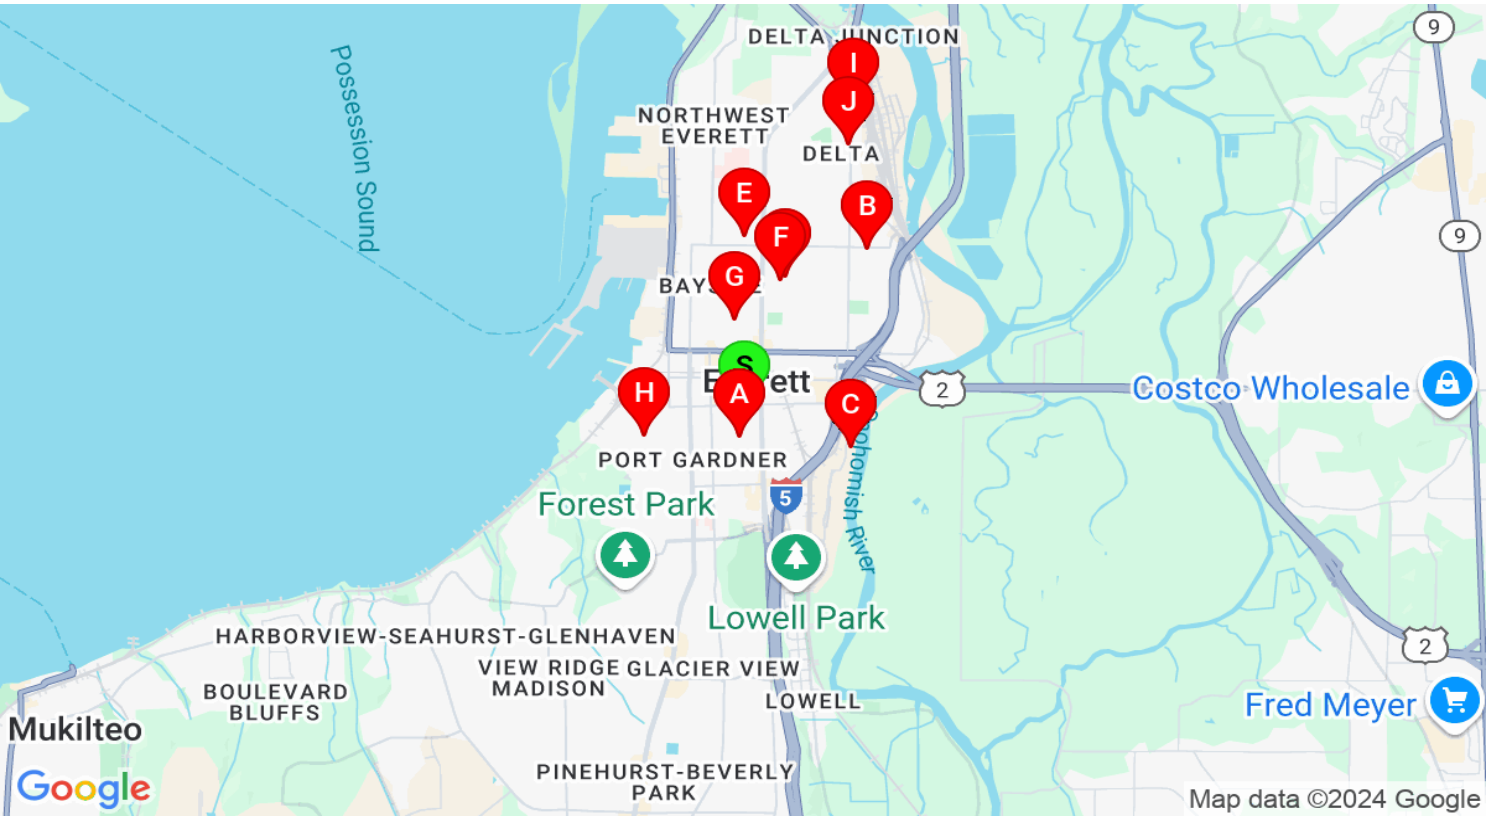 9
DELTA JUNCTION
I
Possession Sound
J
NORTHWEST
EVERETT
DELTA
E
B
F
9
G
S
A
H
C
2
Costco Wholesale
PORT GARDNER
5
Forest Park
Snohomish River
Lowell Park
HARBORVIEW-SEAHURST-GLENHAVEN
2
VIEW RIDGE
MADISON
GLACIER VIEW
BOULEVARD
BLUFFS
LOWELL
Fred Meyer
Mukilteo
PINEHURST-BEVERLY
PARK
Google
Map data ©2024 Google